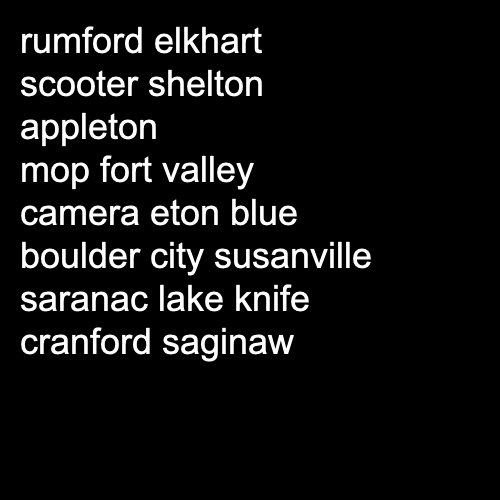 rumford elkhart
scooter shelton
appleton
mop fort valley
camera eton blue
boulder city susanville
saranac lake knife
cranford saginaw